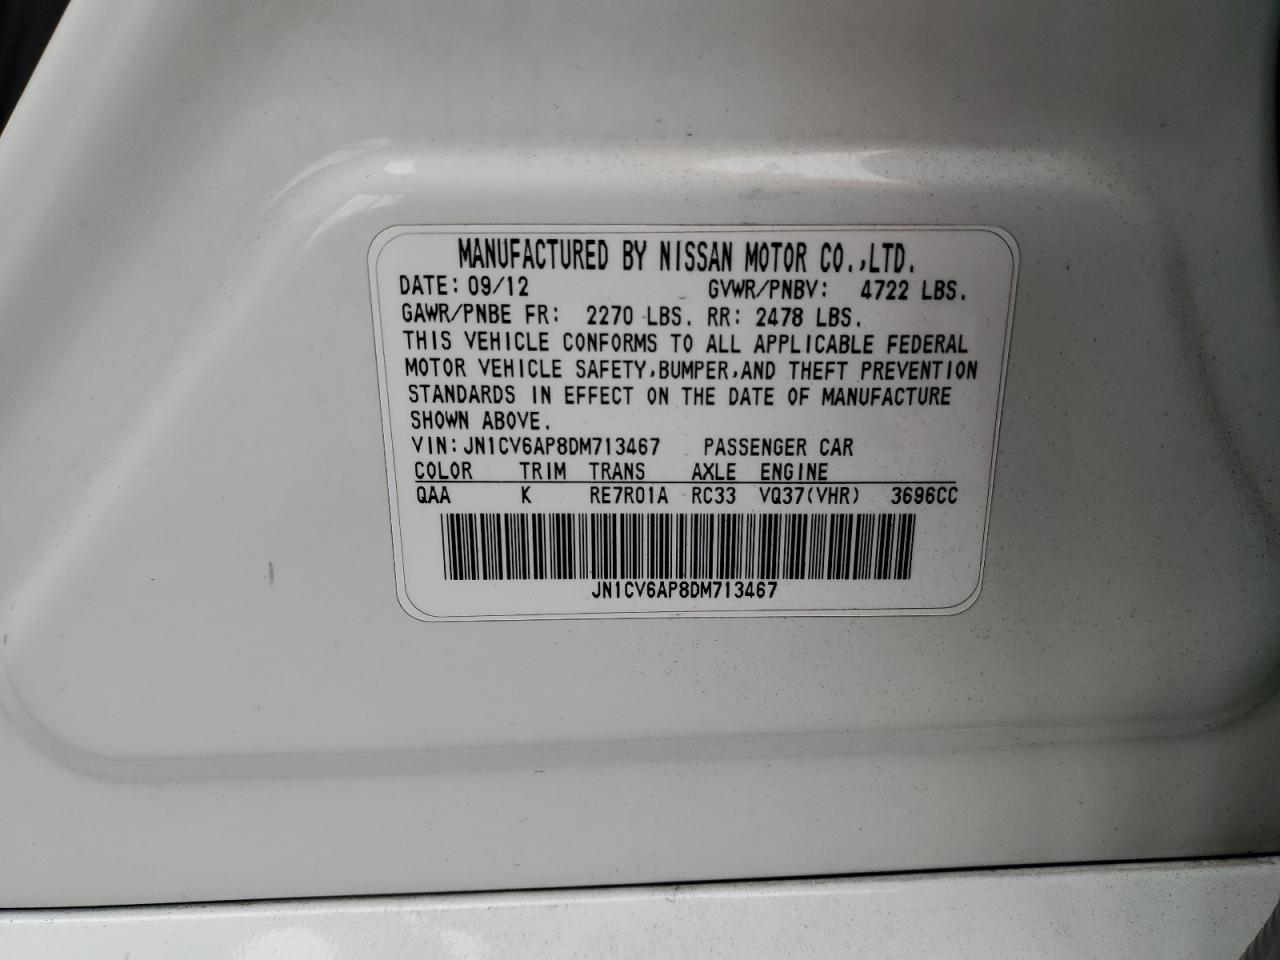 MANUFACTURED BY NISSAN MOTOR CO.,LTD.
DATE: 09/12 GVWR/PNBV: 4722 LBS.
GAWR/PNBE FR: 2270 LBS. RR: 2478 LBS.
THIS VEHICLE CONFORMS TO ALL APPLICABLE FEDERAL
MOTOR VEHICLE SAFETY,BUMPER,AND THEFT PREVENTION
STANDARDS IN EFFECT ON THE DATE OF MANUFACTURE
SHOWN ABOVE.
VIN:JN1CV6AP8DM713467 PASSENGER CAR
COLOR TRIM TRANS AXLE ENGINE
QAA K RE7R01A RC33 VQ37(VHR) 3696CC
JN1CV6AP8DM713467